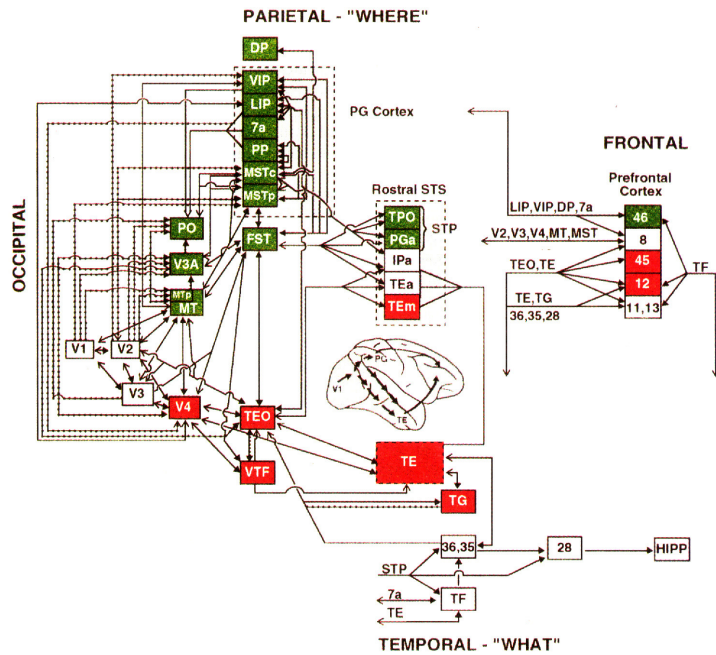 PARIETAL - "WHERE"
DP
VIP
LIP
7a
PP
MSTc
MSTp
PG Cortex
FRONTAL
Prefrontal
Cortex
LIP,VIP,DP,7a
46
V2,V3,V4,MT,MST
8
TEO,TE
45
12
TE,TG
36,35,28
11,13
TF
OCCIPITAL
Rostral STS
TPO
PGa
STP
IPa
TEa
TEm
PO
FST
V3A
MTp
MT
V1
V2
V3
V4
TEO
VTF
PG
V1
TE
TE
TG
36,35
28
HIPP
STP
7a
TF
TE
TEMPORAL - "WHAT"